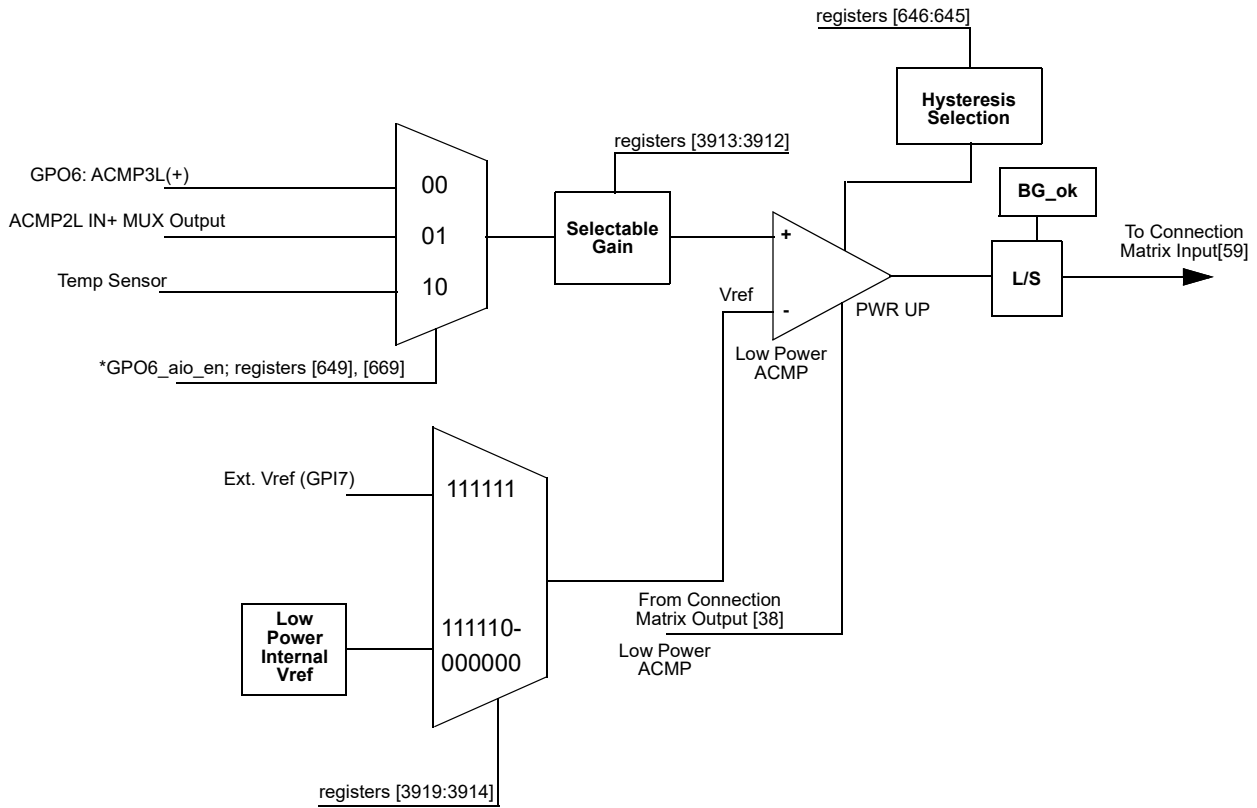 registers [646:645]
Hysteresis
Selection
registers [3913:3912]
GPO6: ACMP3L(+)
00
ACMP2L IN+ MUX Output
01
Temp Sensor
10
Selectable
Gain
+
-
Vref
PWR UP
Low Power
ACMP
BG_ok
L/S
To Connection
Matrix Input[59]
*GPO6_aio_en; registers [649], [669]
Ext. Vref (GPI7)
111111
Low
Power
Internal
Vref
111110-
000000
From Connection
Matrix Output [38]
Low Power
ACMP
registers [3919:3914]